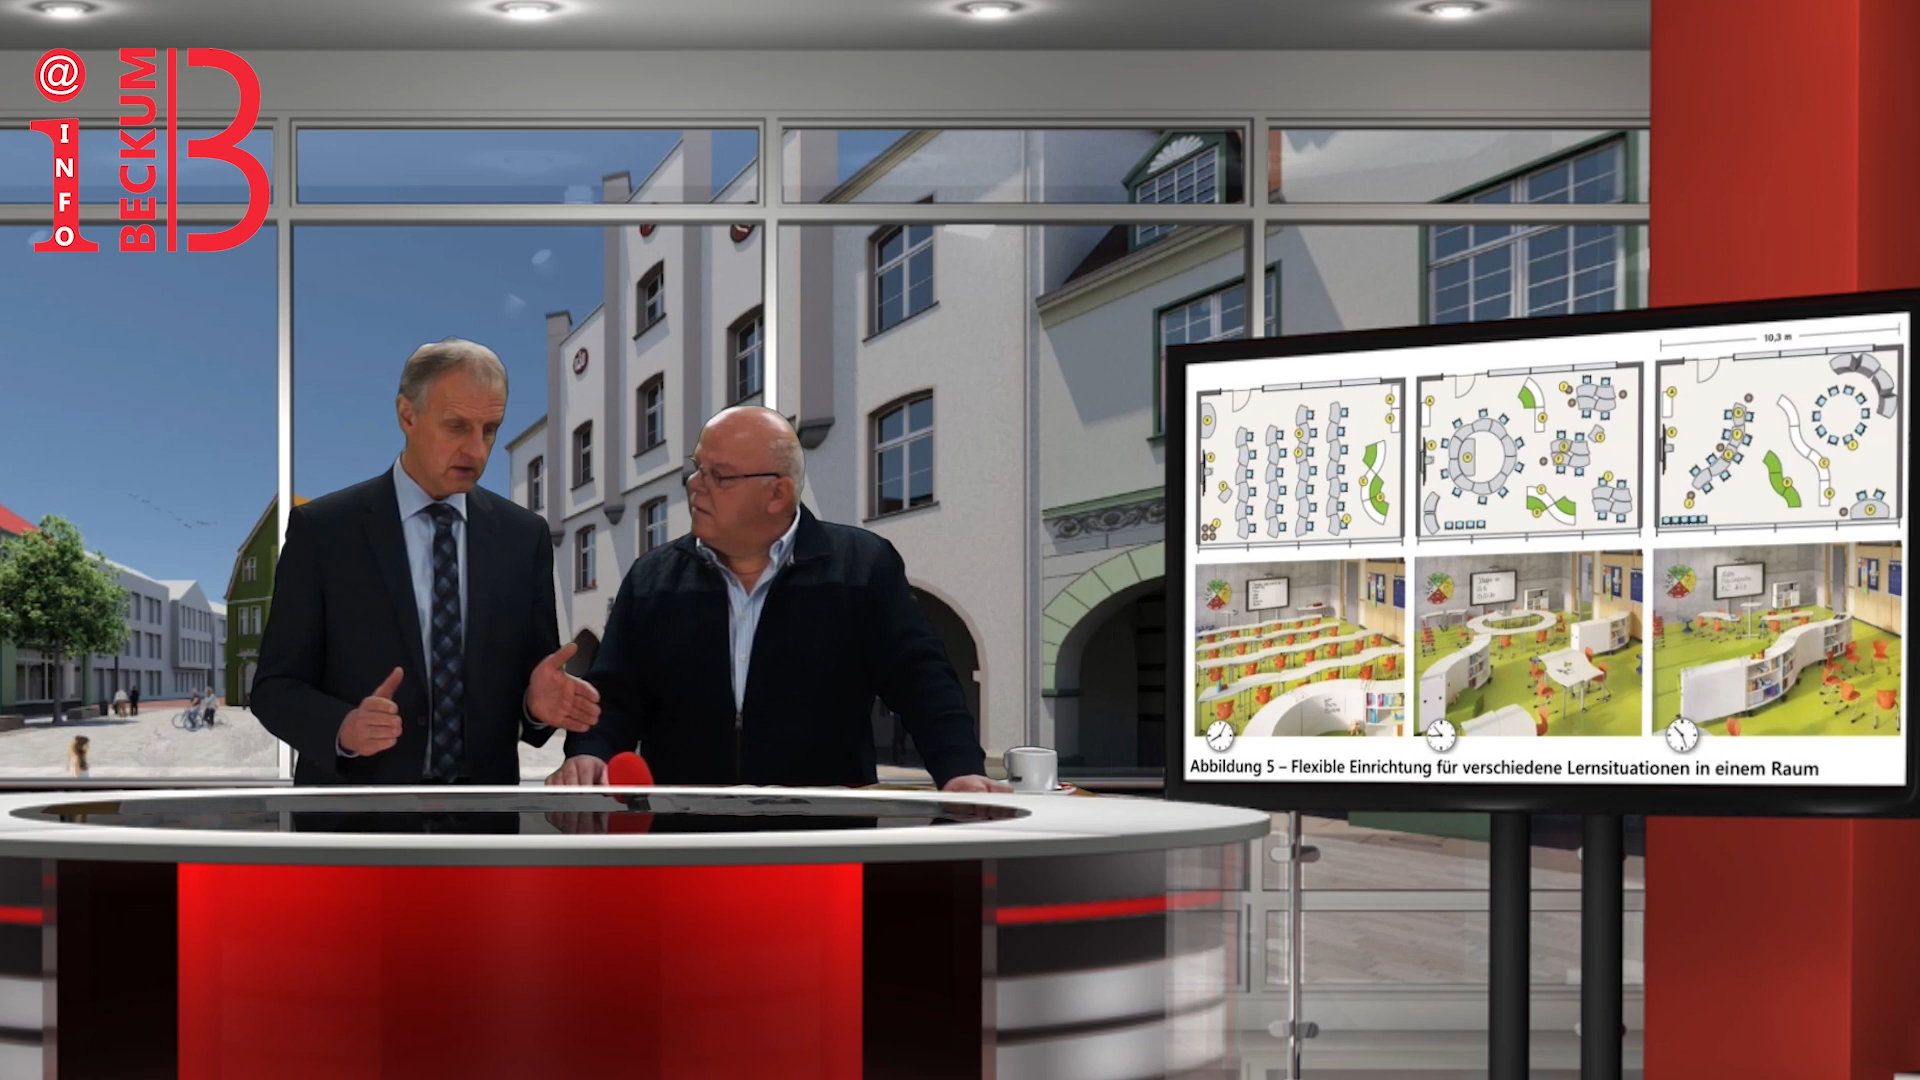 @
INFO
BECKUM
B
10,3 m
Abbildung 5 – Flexible Einrichtung für verschiedene Lernsituationen in einem Raum